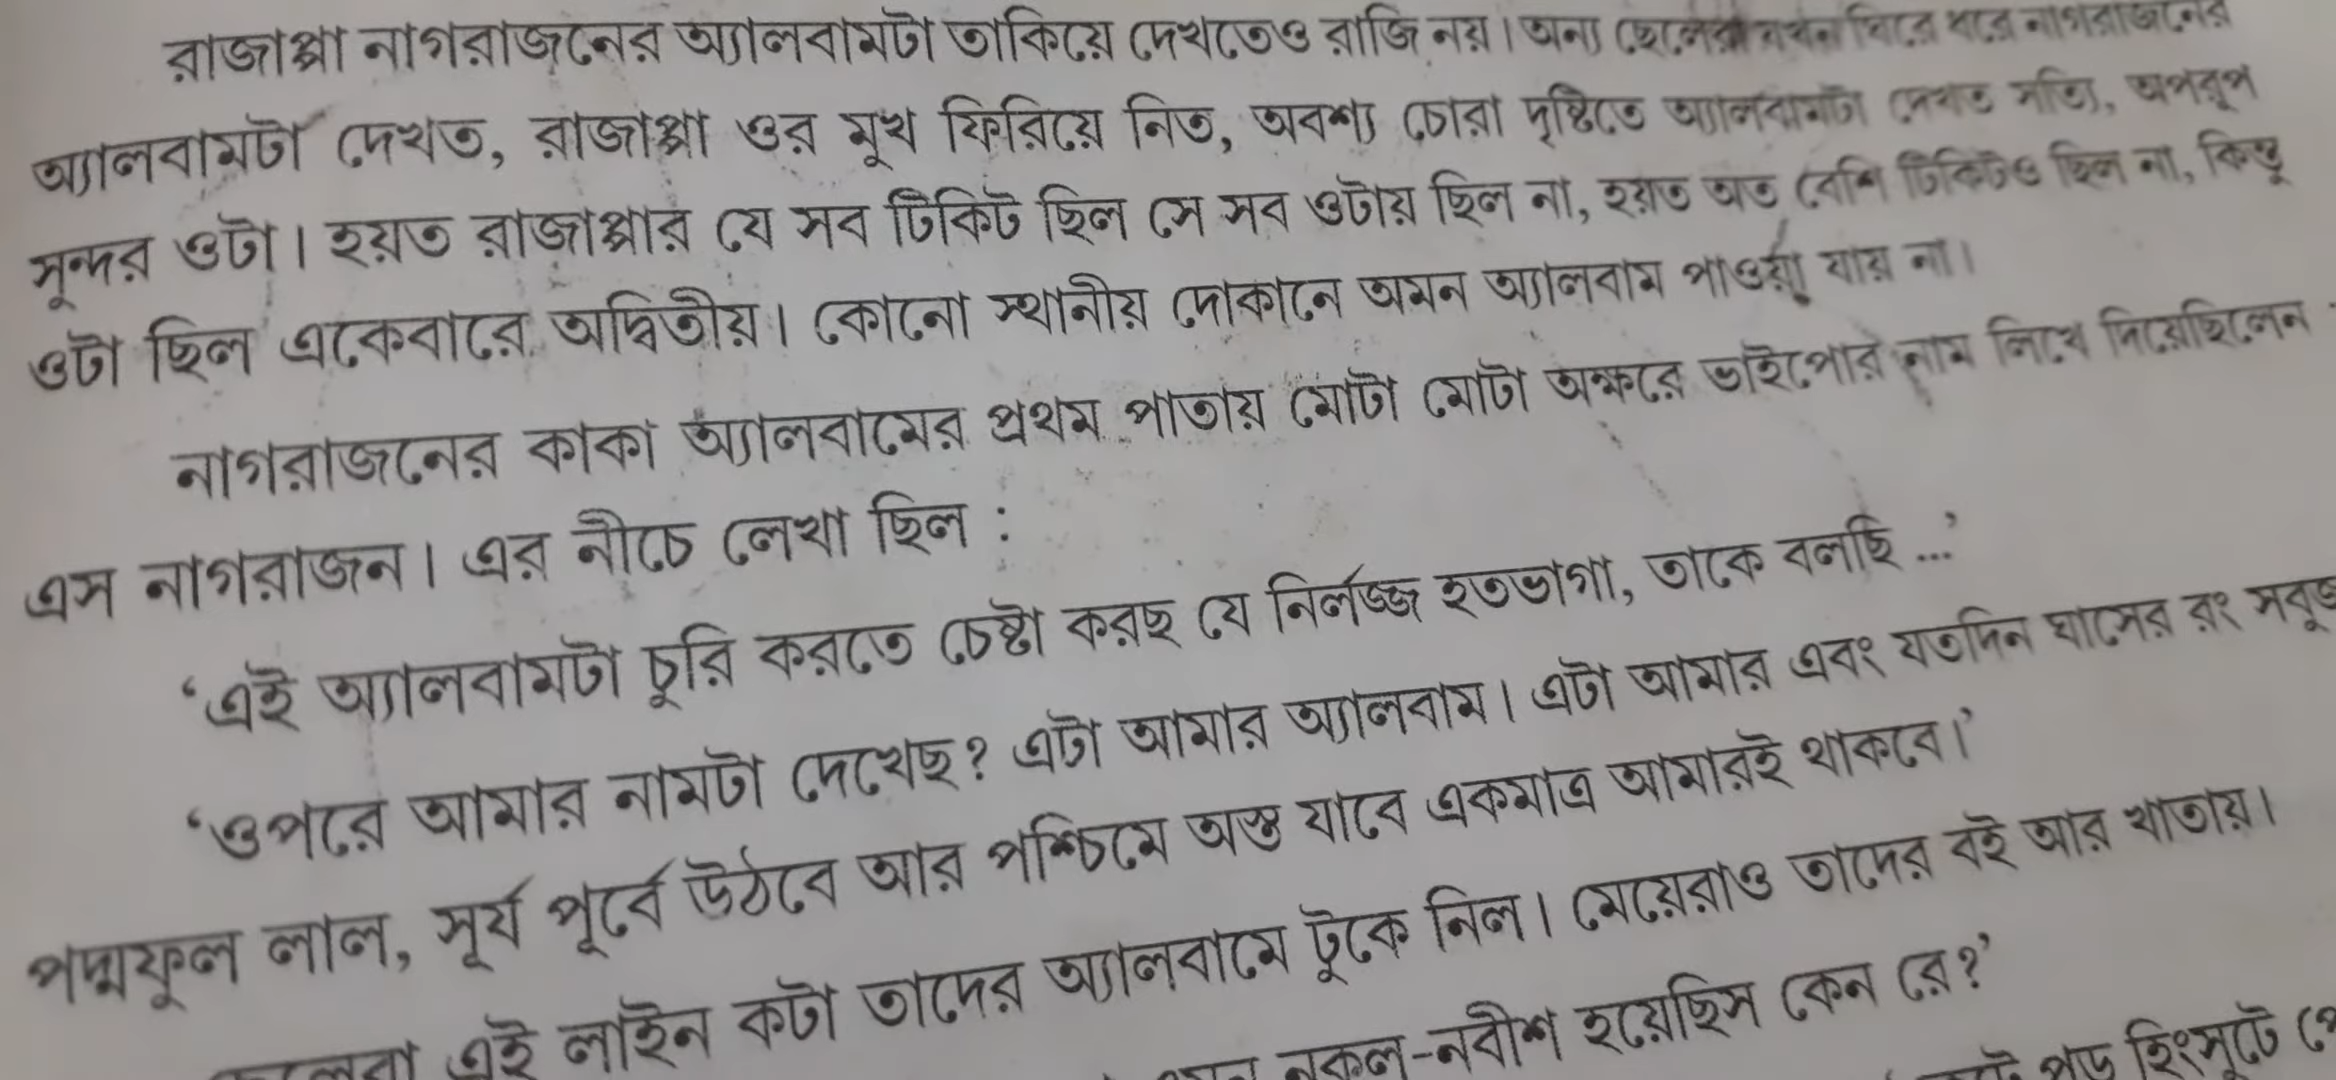 রাজাপ্পা নাগরাজনের অ্যালবামটা তাকিয়ে দেখতেও রাজি নয়। অন্য ছেলেরা যখন ঘিরে ধরে নাগরাজনের
অ্যালবামটা দেখত, রাজাপ্পা ওর মুখ ফিরিয়ে নিত, অবশ্য চোরা দৃষ্টিতে অ্যালবামটা দেখত সত্যি, অপরূপ
সুন্দর ওটা। হয়ত রাজাপ্পার যে সব টিকিট ছিল সে সব ওটায় ছিল না, হয়ত অত বেশি টিকিটও ছিল না, কিন্তু
ওটা ছিল একেবারে অদ্বিতীয়। কোনো স্থানীয় দোকানে অমন অ্যালবাম পাওয়া যায় না।
নাগরাজনের কাকা অ্যালবামের প্রথম পাতায় মোটা মোটা অক্ষরে ভাইপোর নাম লিখে দিয়েছিলেন
এস নাগরাজন। এর নীচে লেখা ছিল :
‘এই অ্যালবামটা চুরি করতে চেষ্টা করছ যে নির্লজ্জ হতভাগা, তাকে বলছি ...’
‘ওপরে আমার নামটা দেখেছ? এটা আমার অ্যালবাম। এটা আমার এবং যতদিন ঘাসের রং সবুজ
পদ্মফুল লাল, সূর্য পূর্বে উঠবে আর পশ্চিমে অস্ত যাবে একমাত্র আমারই থাকবে।’
এই লাইন কটা তাদের অ্যালবামে টুকে নিল। মেয়েরাও তাদের বই আর খাতায়।
নকল-নবীশ হয়েছিস কেন রে?’
হিংসুটে